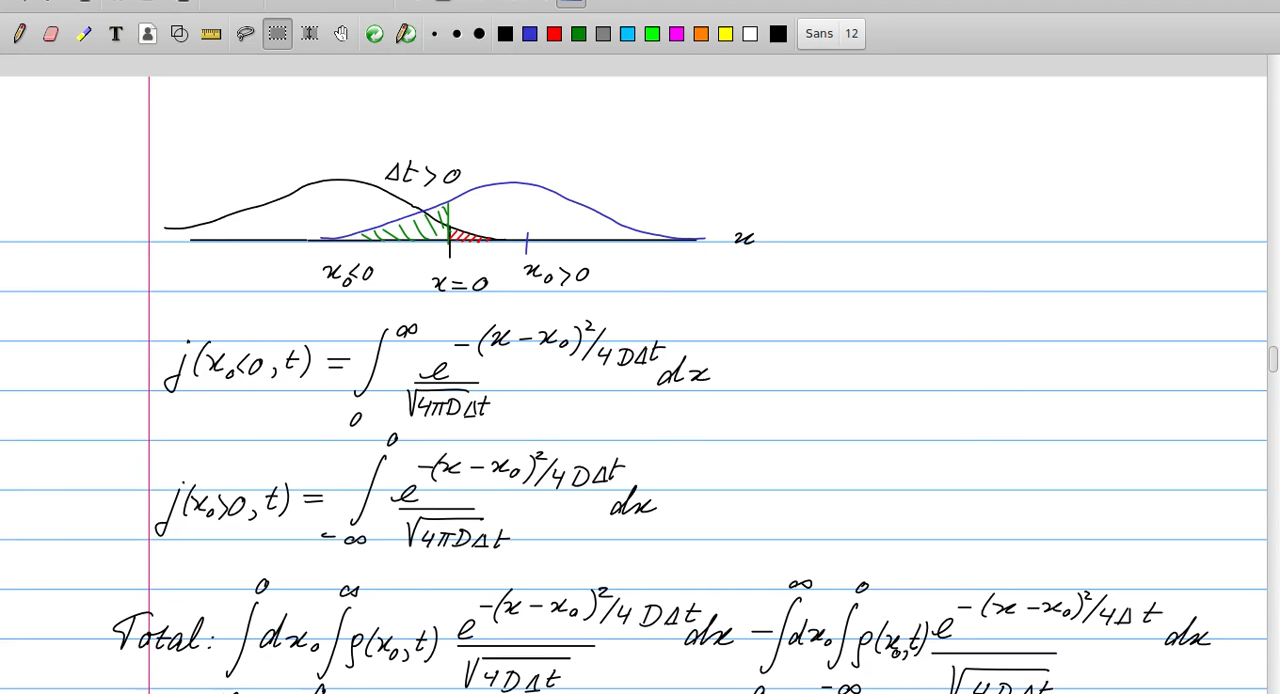 T Sans 12
Δt > 0
x
x₀<0 x=0 x₀>0
j(x₀<0, t) = ∫₀^∞ e^{-(x-x₀)²/4DΔt} / √4πDΔt dx
j(x₀>0, t) = ∫_{-∞}^0 e^{-(x-x₀)²/4DΔt} / √4πDΔt dx
Total: ∫^0 dx₀ ∫^∞ ρ(x₀, t) e^{-(x-x₀)²/4DΔt} / √4DΔt dx - ∫^∞ dx₀ ∫_{-∞}^0 ρ(x₀, t) e^{-(x-x₀)²/4Δt} / √4DΔt dx